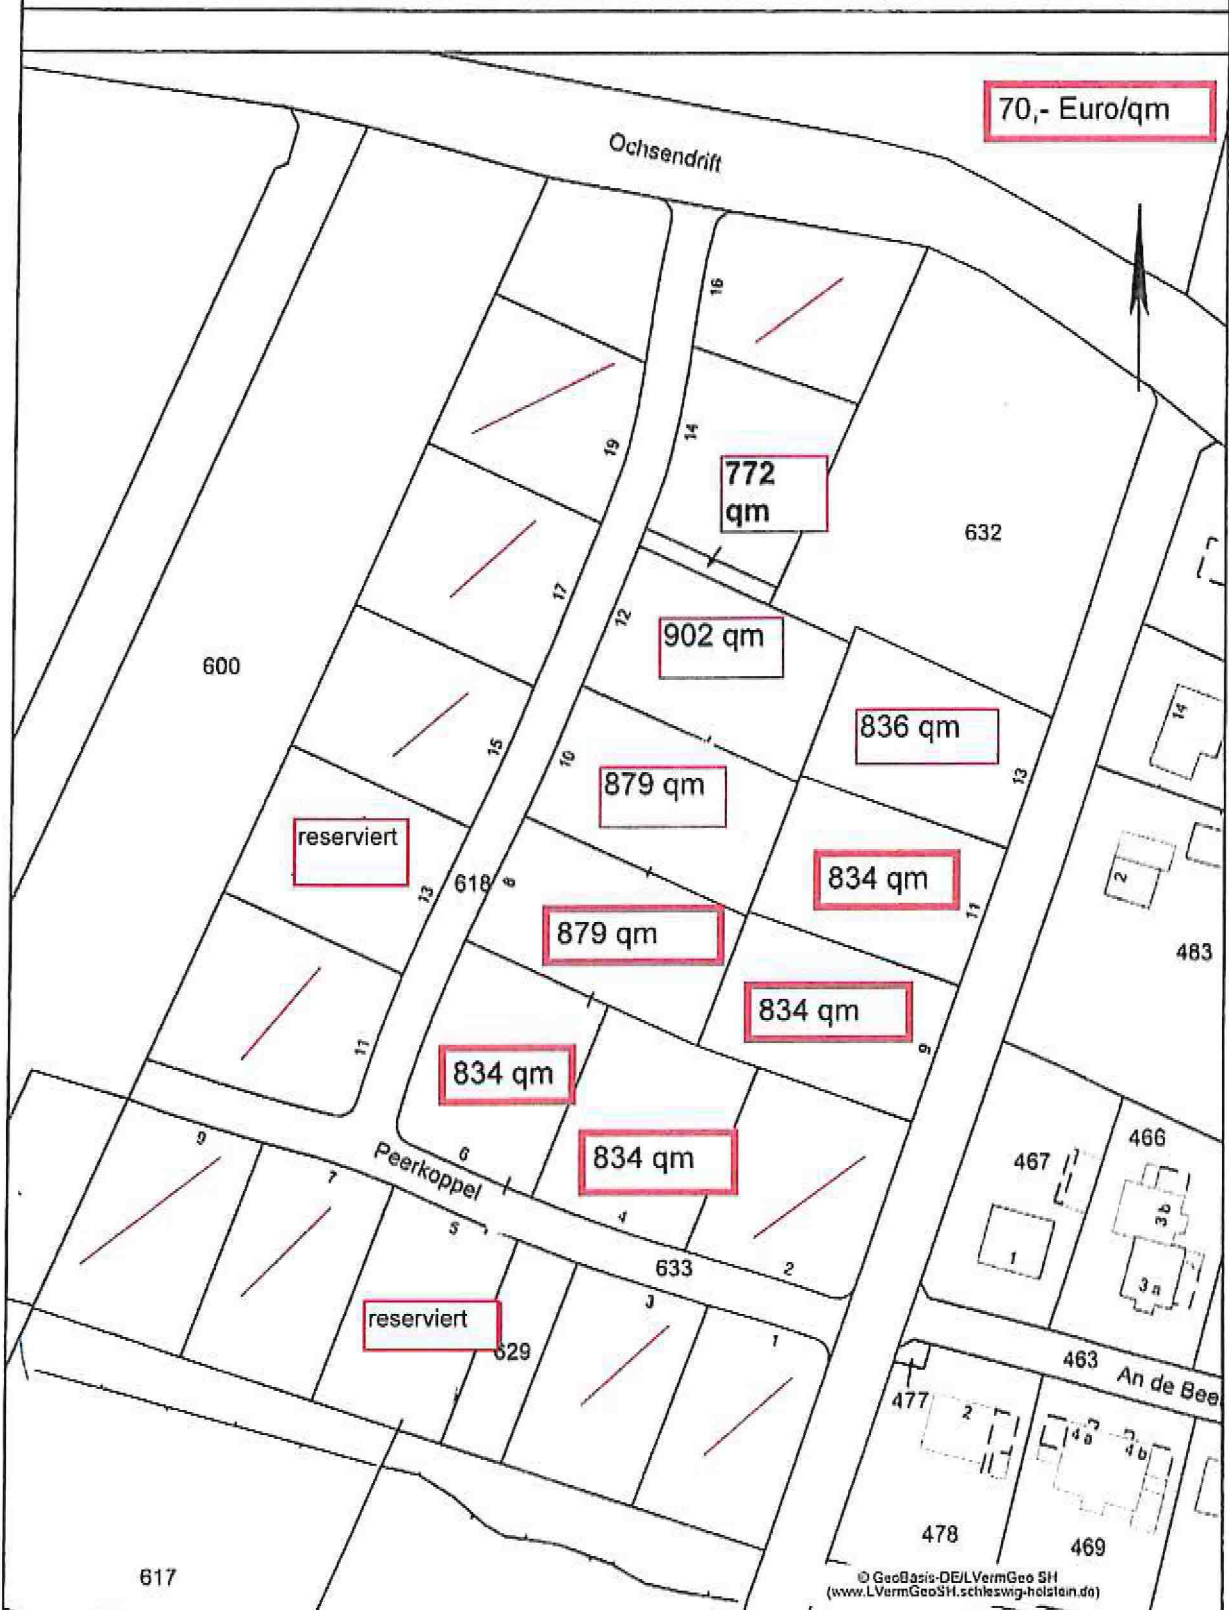 70,- Euro/qm
Ochsendrift
16
14
19
772
qm
632
17
12
902 qm
600
836 qm
14
15
10
13
879 qm
reserviert
834 qm
2
13
618
8
11
879 qm
483
834 qm
11
9
834 qm
834 qm
9
Peerkoppel
6
7
5
4
466
467
3 b
1
3 a
633
2
reserviert
629
3
1
463
An de Bee
477
2
4 a
4 b
478
469
617
© GeoBasis-DE/LVermGeo SH
(www.LVermGeoSH.schleswig-holstein.de)